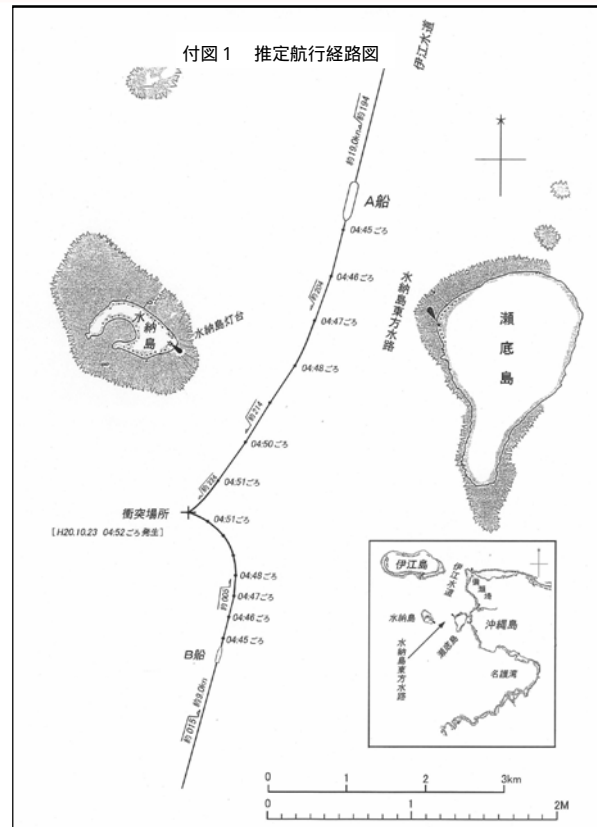 付図1 推定航行経路図
伊江水道
約19.0kn 約194
A船
04:45ごろ
04:46ごろ
約204
04:47ごろ
04:48ごろ
水納島
水納島灯台
水納島東方水路
瀬底島
約214
04:50ごろ
04:51ごろ
衝突場所
[H20.10.23 04:52ごろ発生]
04:51ごろ
04:48ごろ
約005
04:47ごろ
04:46ごろ
04:45ごろ
B船
約015 約9.0kn
伊江島
伊江水道
備瀬埼
水納島
瀬底島
沖縄島
水納島東方水路
名護湾
0 1 2 3km
0 1 2M